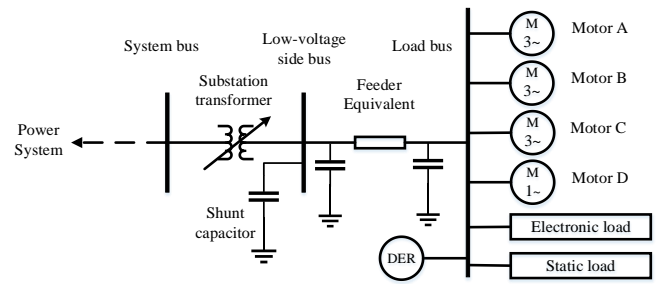 System bus
Low-voltage
side bus
Load bus
Substation
transformer
Feeder
Equivalent
Power
System
Shunt
capacitor
M
3~
Motor A
M
3~
Motor B
M
3~
Motor C
M
1~
Motor D
Electronic load
DER
Static load